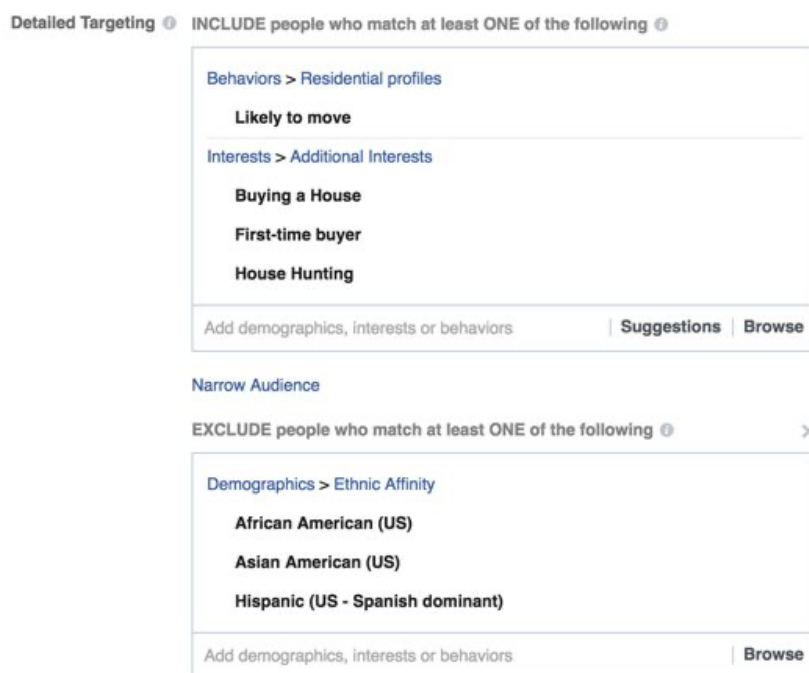 Detailed Targeting INCLUDE people who match at least ONE of the following
Behaviors > Residential profiles
Likely to move
Interests > Additional Interests
Buying a House
First-time buyer
House Hunting
Add demographics, interests or behaviors | Suggestions | Browse
Narrow Audience
EXCLUDE people who match at least ONE of the following
Demographics > Ethnic Affinity
African American (US)
Asian American (US)
Hispanic (US - Spanish dominant)
Add demographics, interests or behaviors | Browse